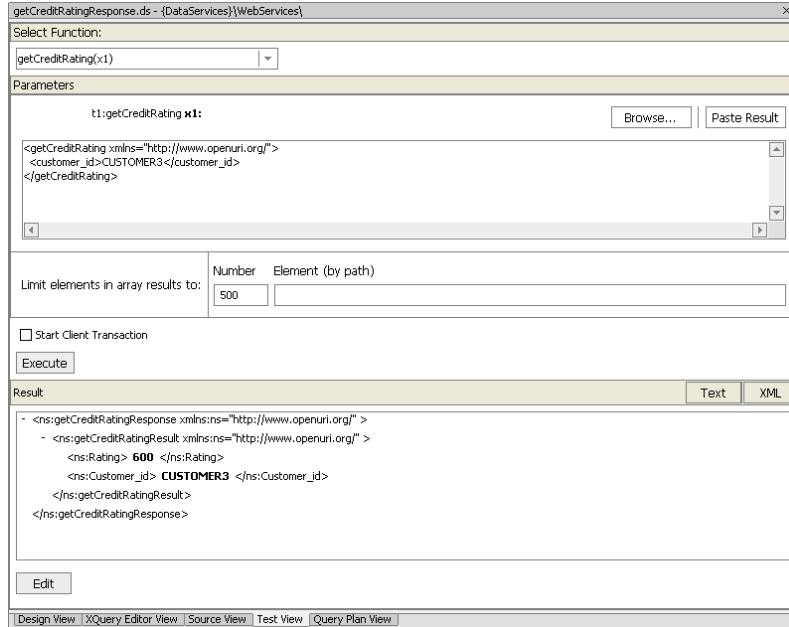 getCreditRatingResponse.ds - {DataServices}\WebServices\
Select Function:
getCreditRating(x1)
Parameters
t1:getCreditRating x1:
Browse...
Paste Result
<getCreditRating xmlns="http://www.openuri.org/">
<customer_id>CUSTOMER3</customer_id>
</getCreditRating>
Limit elements in array results to:
Number Element (by path)
500
Start Client Transaction
Execute
Result
Text
XML
- <ns:getCreditRatingResponse xmlns:ns="http://www.openuri.org/" >
- <ns:getCreditRatingResult xmlns:ns="http://www.openuri.org/" >
<ns:Rating> 600 </ns:Rating>
<ns:Customer_id> CUSTOMER3 </ns:Customer_id>
</ns:getCreditRatingResult>
</ns:getCreditRatingResponse>
Edit
Design View XQuery Editor View Source View Test View Query Plan View